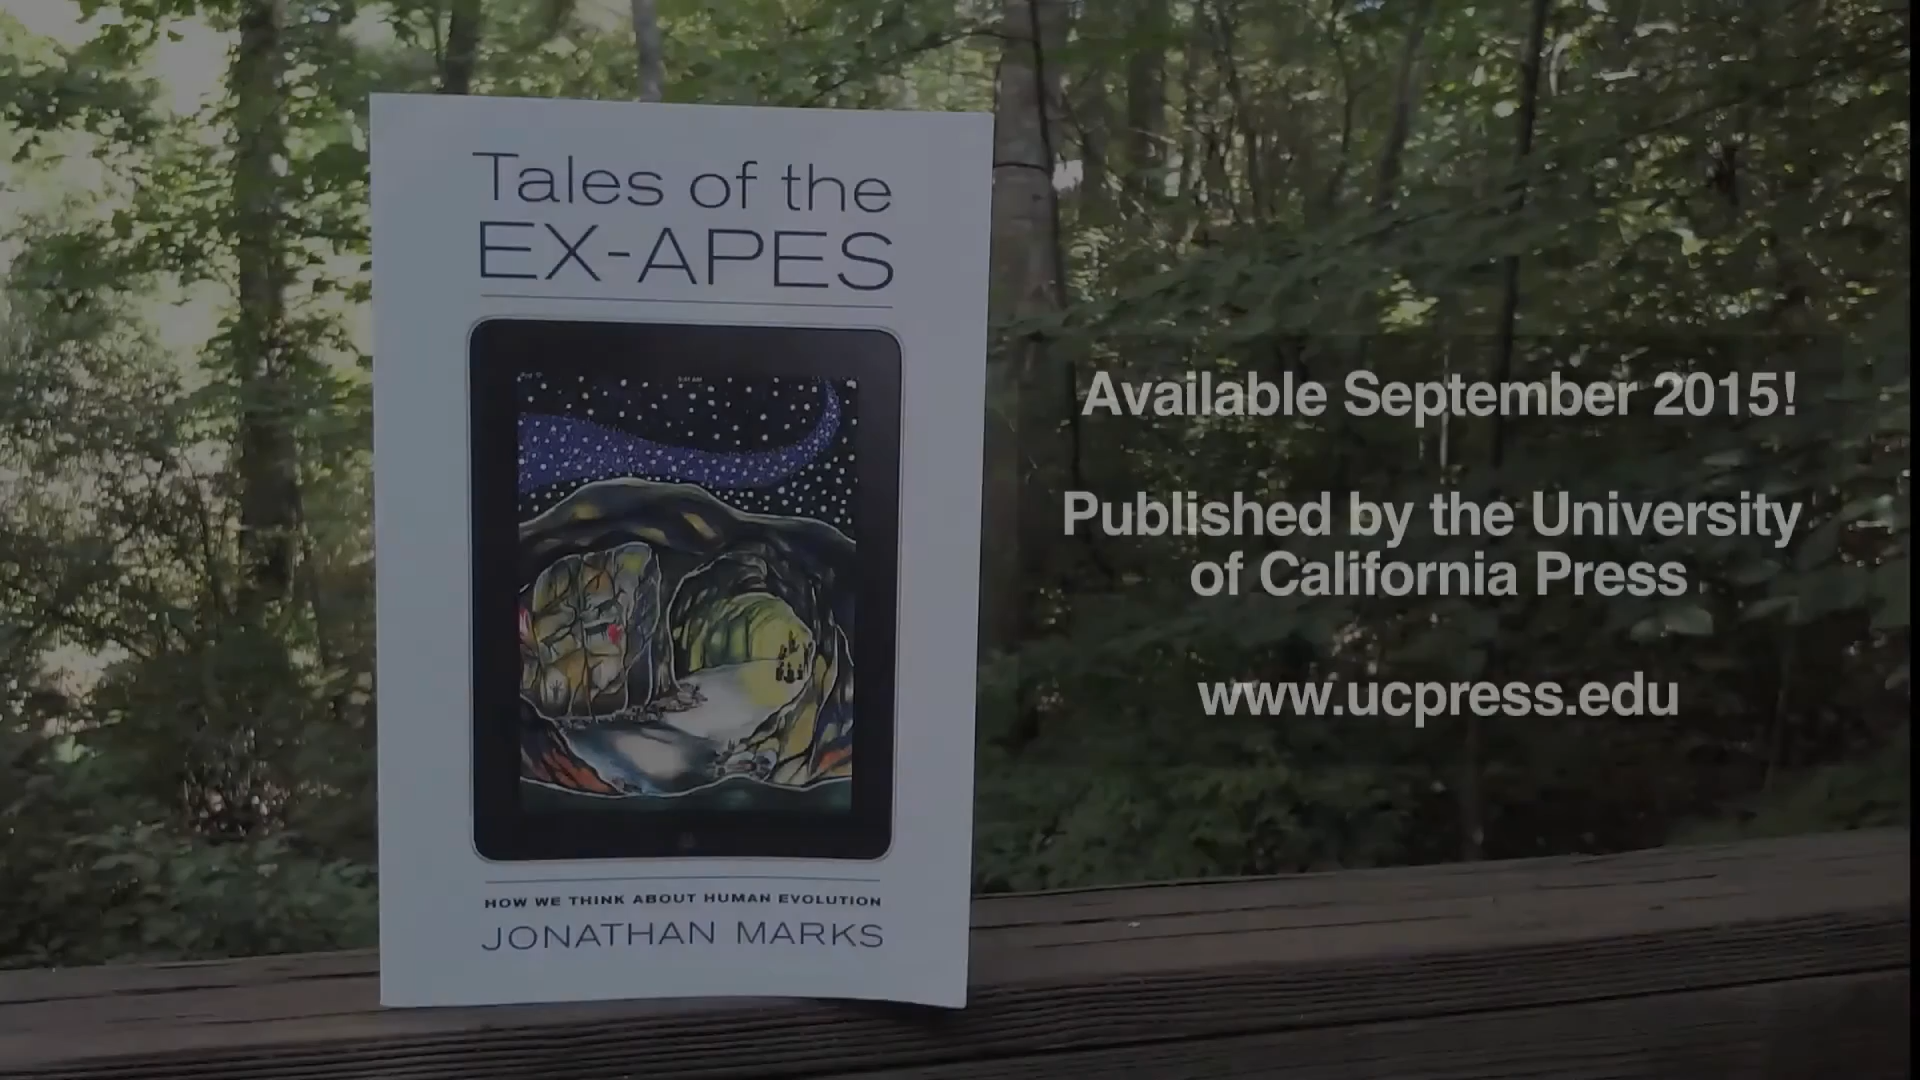 Tales of the
EX-APES
HOW WE THINK ABOUT HUMAN EVOLUTION
JONATHAN MARKS
Available September 2015!
Published by the University
of California Press
www.ucpress.edu